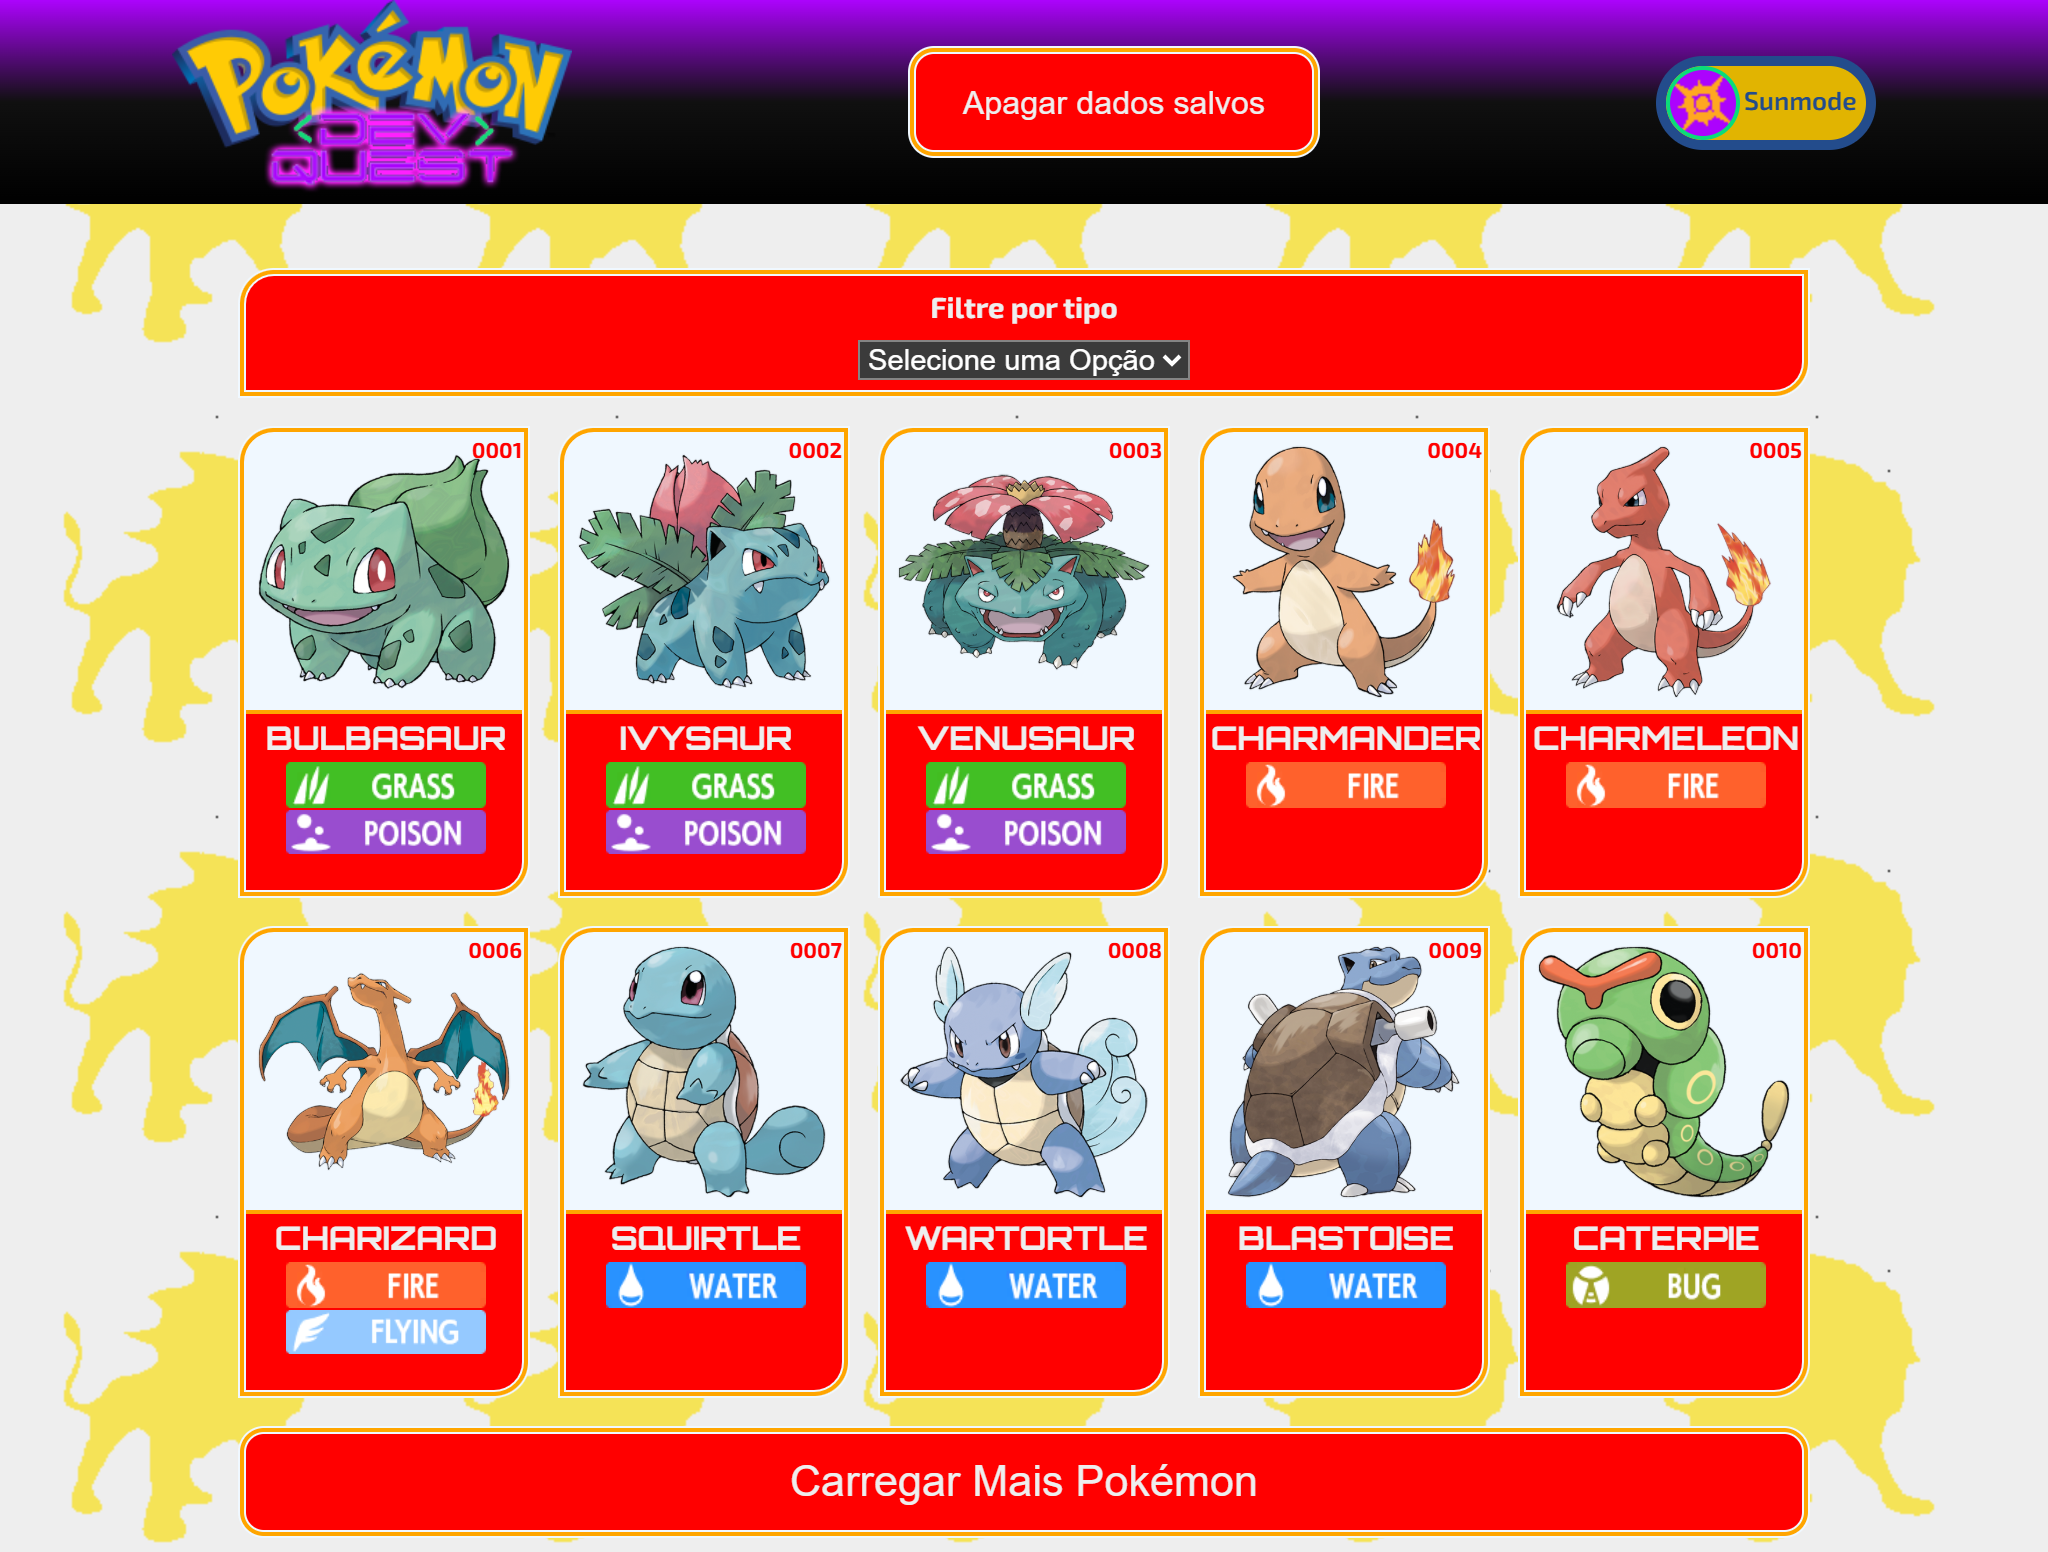 Pokémon
<DEV>
QUEST
Apagar dados salvos
Sunmode
Filtre por tipo
Selecione uma Opção
0001
0002
0003
0004
0005
BULBASAUR
IVYSAUR
VENUSAUR
CHARMANDER
CHARMELEON
GRASS
GRASS
GRASS
FIRE
FIRE
POISON
POISON
POISON
0006
0007
0008
0009
0010
CHARIZARD
SQUIRTLE
WARTORTLE
BLASTOISE
CATERPIE
FIRE
WATER
WATER
WATER
BUG
FLYING
Carregar Mais Pokémon